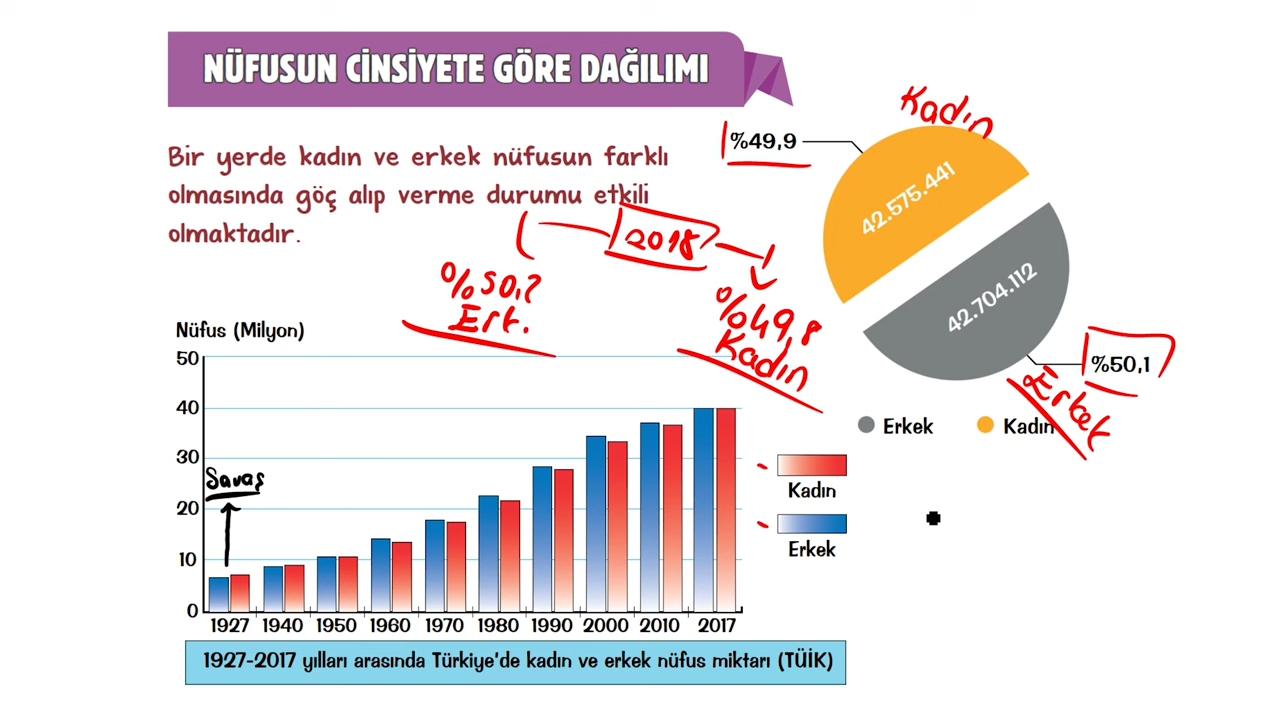 NÜFUSUN CİNSİYETE GÖRE DAĞILIMI
Bir yerde kadın ve erkek nüfusun farklı
olmasında göç alıp verme durumu etkili
olmaktadır.
Kadın
%49,9
42.575.441
42.704.112
%50,1
Erkek
Erkek
Kadın
2018
%50,2
Erk.
%49,8
Kadın
Nüfus (Milyon)
50
40
30
20
10
0
Savaş
1927 1940 1950 1960 1970 1980 1990 2000 2010 2017
Kadın
Erkek
1927-2017 yılları arasında Türkiye'de kadın ve erkek nüfus miktarı (TÜİK)